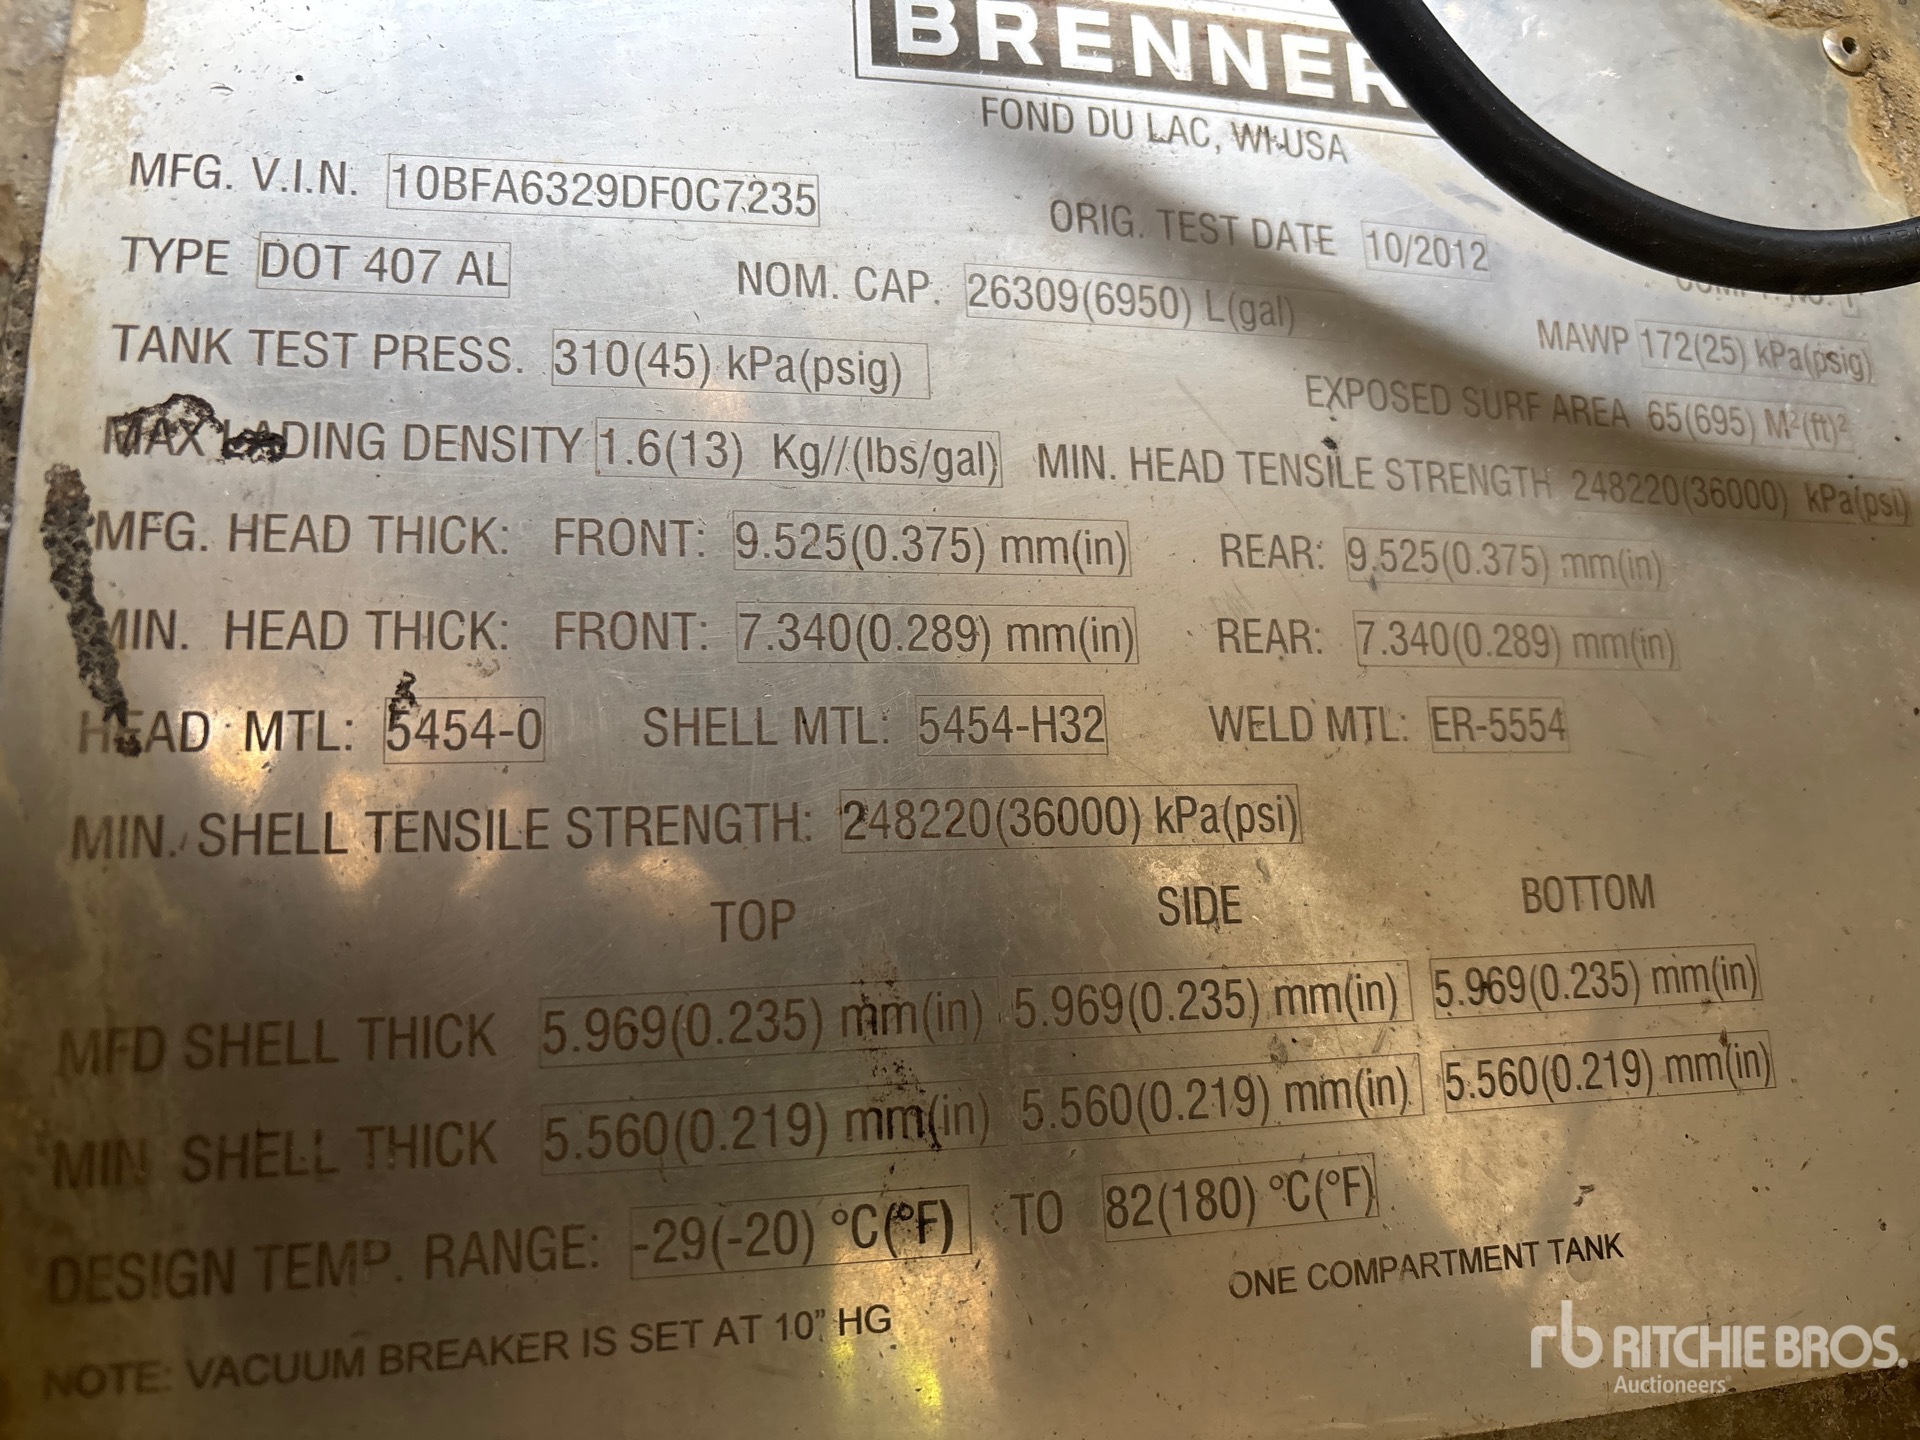 BRENNER
FOND DU LAC, WI-USA
MFG. V.I.N. 10BFA6329DF0C7235
ORIG. TEST DATE 10/2012
TYPE DOT 407 AL
NOM. CAP. 26309(6950) L(gal)
TANK TEST PRESS. 310(45) kPa(psig)
MAWP 172(25) kPa(psig)
EXPOSED SURF AREA 65(695) M²(ft)²
MAX LADING DENSITY 1.6(13) Kg//(lbs/gal)
MIN. HEAD TENSILE STRENGTH 248220(36000) kPa(psi)
MFG. HEAD THICK: FRONT: 9.525(0.375) mm(in) REAR: 9.525(0.375) mm(in)
MIN. HEAD THICK: FRONT: 7.340(0.289) mm(in) REAR: 7.340(0.289) mm(in)
HEAD MTL: 5454-0 SHELL MTL: 5454-H32 WELD MTL: ER-5554
MIN. SHELL TENSILE STRENGTH: 248220(36000) kPa(psi)
TOP SIDE BOTTOM
MFD SHELL THICK 5.969(0.235) mm(in) 5.969(0.235) mm(in) 5.969(0.235) mm(in)
MIN SHELL THICK 5.560(0.219) mm(in) 5.560(0.219) mm(in) 5.560(0.219) mm(in)
DESIGN TEMP. RANGE: -29(-20) °C(°F) TO 82(180) °C(°F)
ONE COMPARTMENT TANK
NOTE: VACUUM BREAKER IS SET AT 10" HG
rb RITCHIE BROS.
Auctioneers